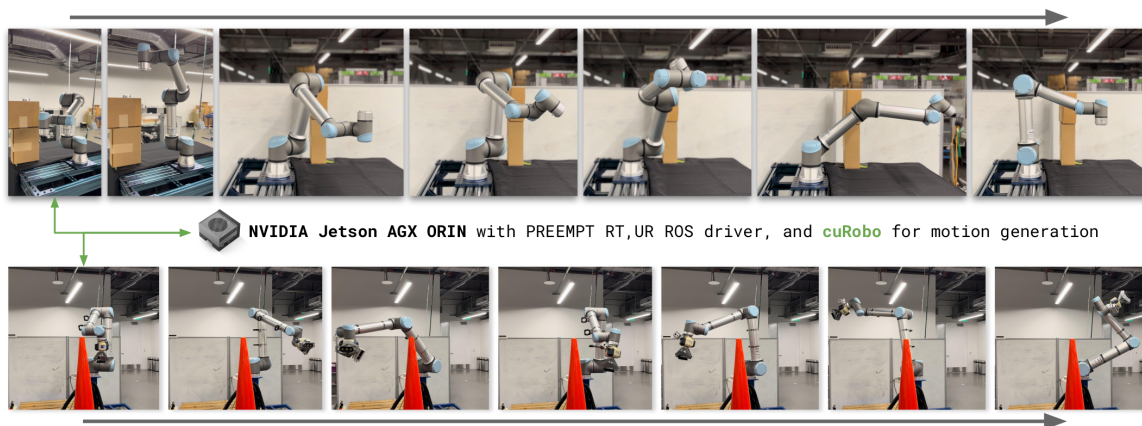 NVIDIA Jetson AGX ORIN with PREEMPT RT,UR ROS driver, and cuRobo for motion generation